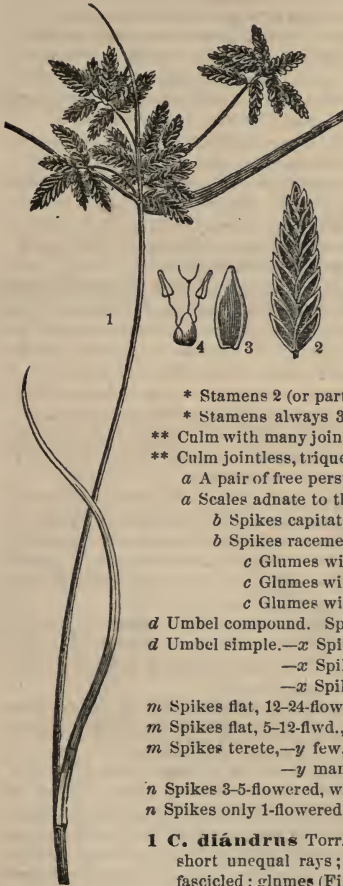 1
4
3
2
* Stamens 2 (or part
* Stamens always 3
** Culm with many join
** Culm jointless, trique
a A pair of free pers
a Scales adnate to th
b Spikes capitat
b Spikes raceme
c Glumes wi
c Glumes wi
c Glumes wi
d Umbel compound. Sp
d Umbel simple.—x Spi
—x Spil
—x Spil
m Spikes flat, 12-24-flow
m Spikes flat, 5-12-flwd.,
m Spikes terete,—y few.
—y man
n Spikes 3-5-flowered, w
n Spikes only 1-flowered
1 C. diándrus Torr.
short unequal rays;
fascicled; glumes (Fi